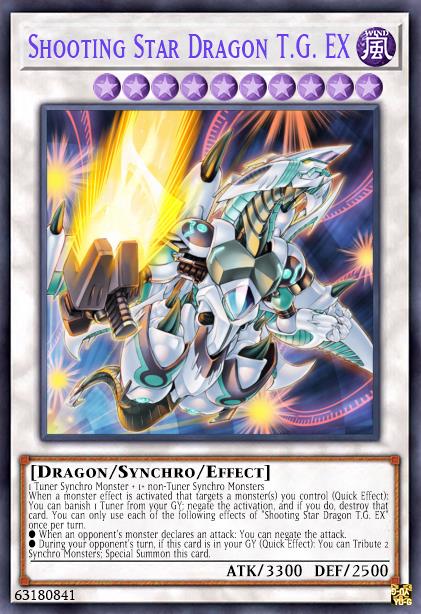 SHOOTING STAR DRAGON T.G. EX
WIND
風
[DRAGON/SYNCHRO/EFFECT]
1 Tuner Synchro Monster + 1+ non-Tuner Synchro Monsters
When a monster effect is activated that targets a monster(s) you control (Quick Effect):
You can banish 1 Tuner from your GY; negate the activation, and if you do, destroy that
card. You can only use each of the following effects of "Shooting Star Dragon T.G. EX"
once per turn.
● When an opponent's monster declares an attack: You can negate the attack.
● During your opponent's turn, if this card is in your GY (Quick Effect): You can Tribute 2
Synchro Monsters; Special Summon this card.
ATK/3300 DEF/2500
63180841